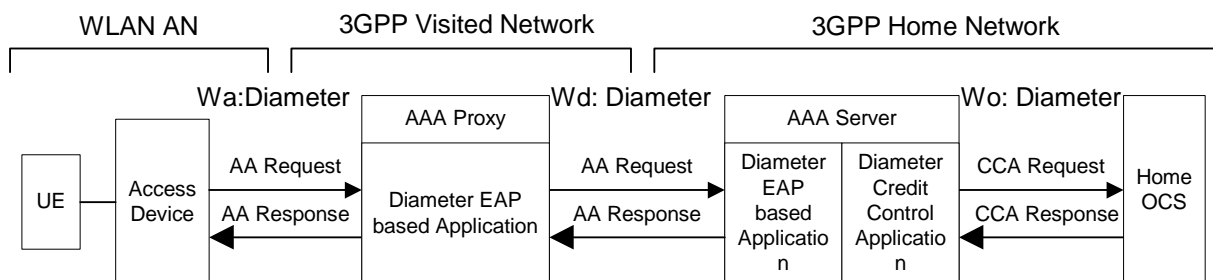 WLAN AN
3GPP Visited Network
3GPP Home Network
Wa:Diameter
Wd: Diameter
Wo: Diameter
AAA Proxy
AAA Server
UE
Access
Device
AA Request
AA Response
Diameter EAP
based Application
AA Request
AA Response
Diameter
EAP
based
Applicatio
n
Diameter
Credit
Control
Applicatio
n
CCA Request
CCA Response
Home
OCS